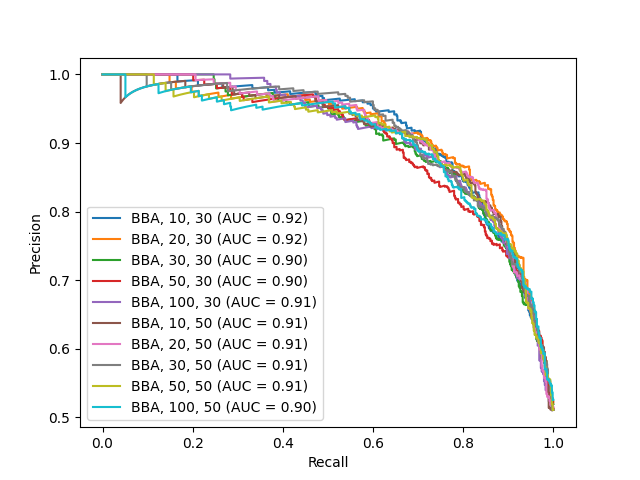 1.0
0.9
0.8
0.7
0.6
0.5
Precision
BBA, 10, 30 (AUC = 0.92)
BBA, 20, 30 (AUC = 0.92)
BBA, 30, 30 (AUC = 0.90)
BBA, 50, 30 (AUC = 0.90)
BBA, 100, 30 (AUC = 0.91)
BBA, 10, 50 (AUC = 0.91)
BBA, 20, 50 (AUC = 0.91)
BBA, 30, 50 (AUC = 0.91)
BBA, 50, 50 (AUC = 0.91)
BBA, 100, 50 (AUC = 0.90)
0.0 0.2 0.4 0.6 0.8 1.0
Recall